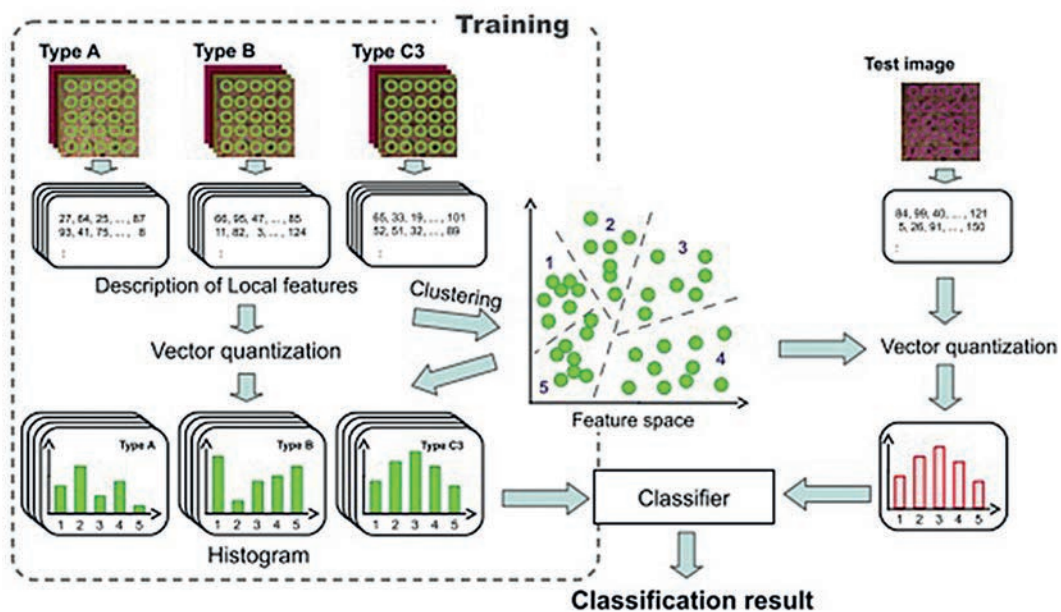 Training
Type A
Type B
Type C3
27, 64, 25, ... , 87
93, 41, 75, ... , 8
:
66, 95, 47, ... , 85
11, 82, 3, ... , 124
:
65, 33, 19, ... , 101
52, 51, 32, ... , 89
:
Description of Local features
Clustering
Vector quantization
Type A
1 2 3 4 5
Type B
1 2 3 4 5
Type C3
1 2 3 4 5
Histogram
1
2
3
4
5
Feature space
Test image
84, 99, 40, ... , 121
5, 26, 91, ... , 150
:
Vector quantization
1 2 3 4 5
Classifier
Classification result